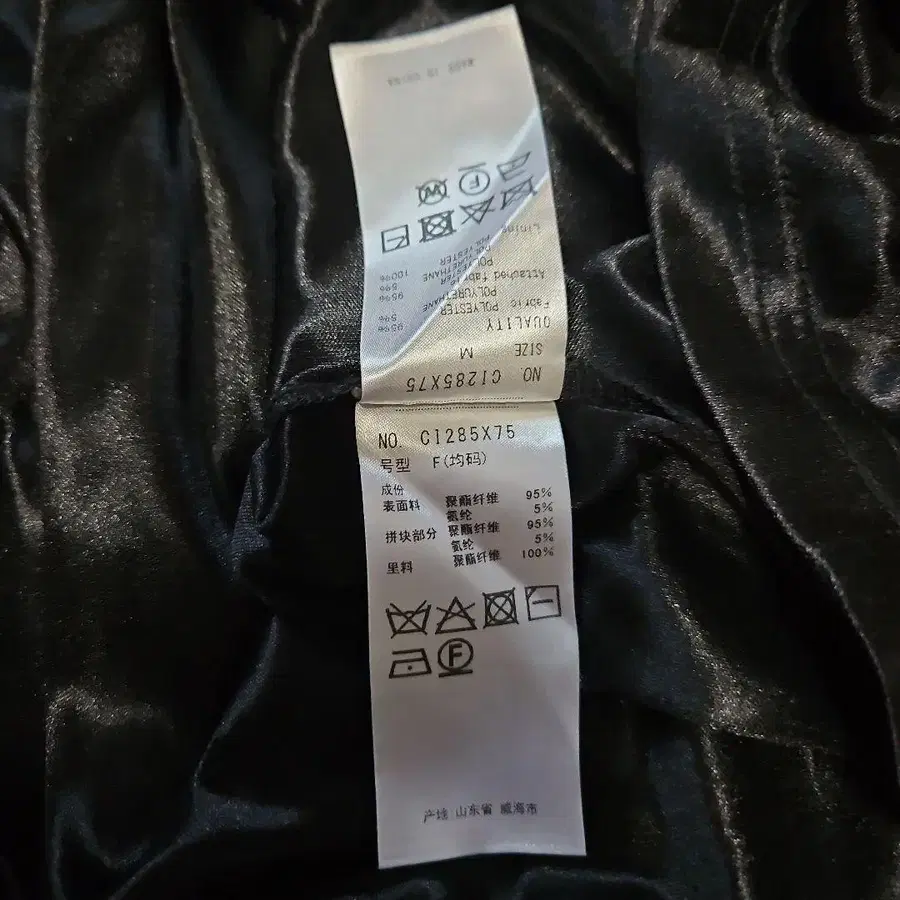 NO. CI285X75
SIZE M
QUALITY
Fabric POLYESTER 95%
POLYURETHANE 5%
Attached fabric POLYESTER 95%
POLYURETHANE 5%
Lining POLYESTER 100%
W F
MADE IN CHINA
NO. CI285X75
号型 F(均码)
成份
表面料 聚酯纤维 95%
氨纶 5%
拼块部分 聚酯纤维 95%
氨纶 5%
里料 聚酯纤维 100%
F
产地 山东省 威海市